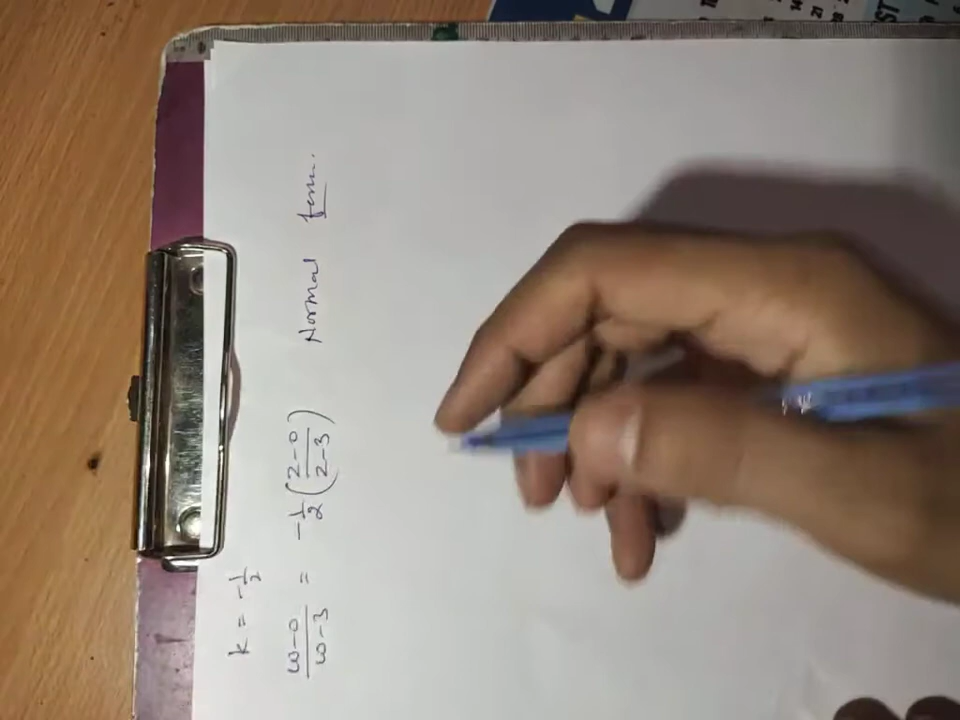 k = -1/2
w-0/w-3 = -1/2 (z-0/z-3) Normal form.